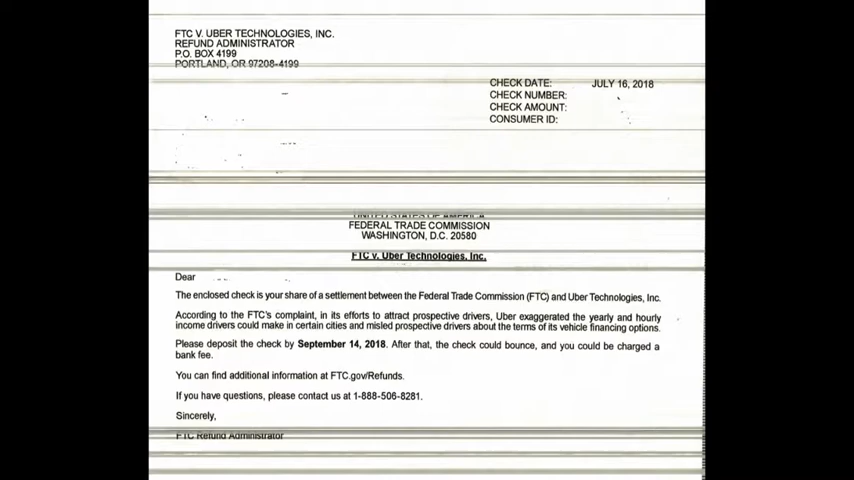 FTC V. UBER TECHNOLOGIES, INC.
REFUND ADMINISTRATOR
P.O. BOX 4199
PORTLAND, OR 97208-4199
CHECK DATE: JULY 16, 2018
CHECK NUMBER:
CHECK AMOUNT:
CONSUMER ID:
UNITED STATES OF AMERICA
FEDERAL TRADE COMMISSION
WASHINGTON, D.C. 20580
FTC v. Uber Technologies, Inc.
Dear
The enclosed check is your share of a settlement between the Federal Trade Commission (FTC) and Uber Technologies, Inc.
According to the FTC's complaint, in its efforts to attract prospective drivers, Uber exaggerated the yearly and hourly
income drivers could make in certain cities and misled prospective drivers about the terms of its vehicle financing options.
Please deposit the check by September 14, 2018. After that, the check could bounce, and you could be charged a
bank fee.
You can find additional information at FTC.gov/Refunds.
If you have questions, please contact us at 1-888-506-8281.
Sincerely,
FTC Refund Administrator